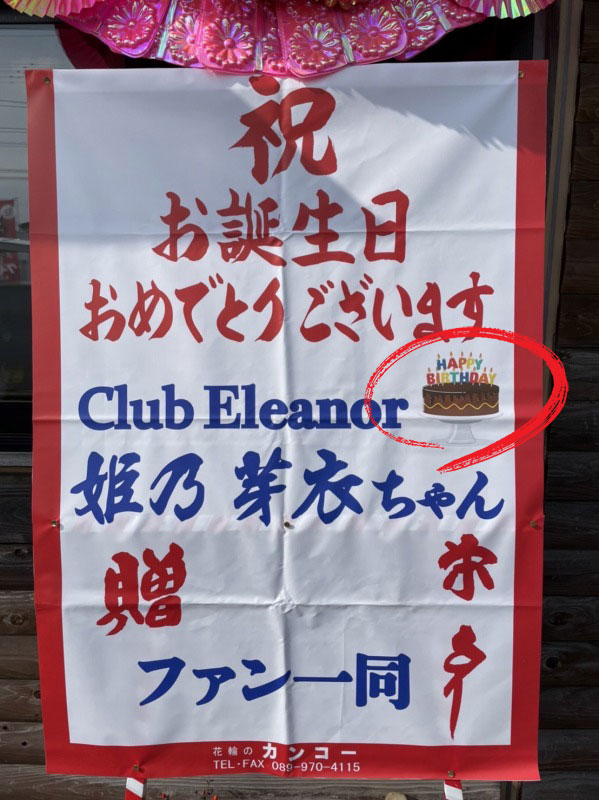 祝
お誕生日
おめでとうございます
HAPPY
BIRTHDAY
Club Eleanor
姫乃 芽衣ちゃん
贈
ファン一同
花輪の カンコー
TEL・FAX 089-970-4115